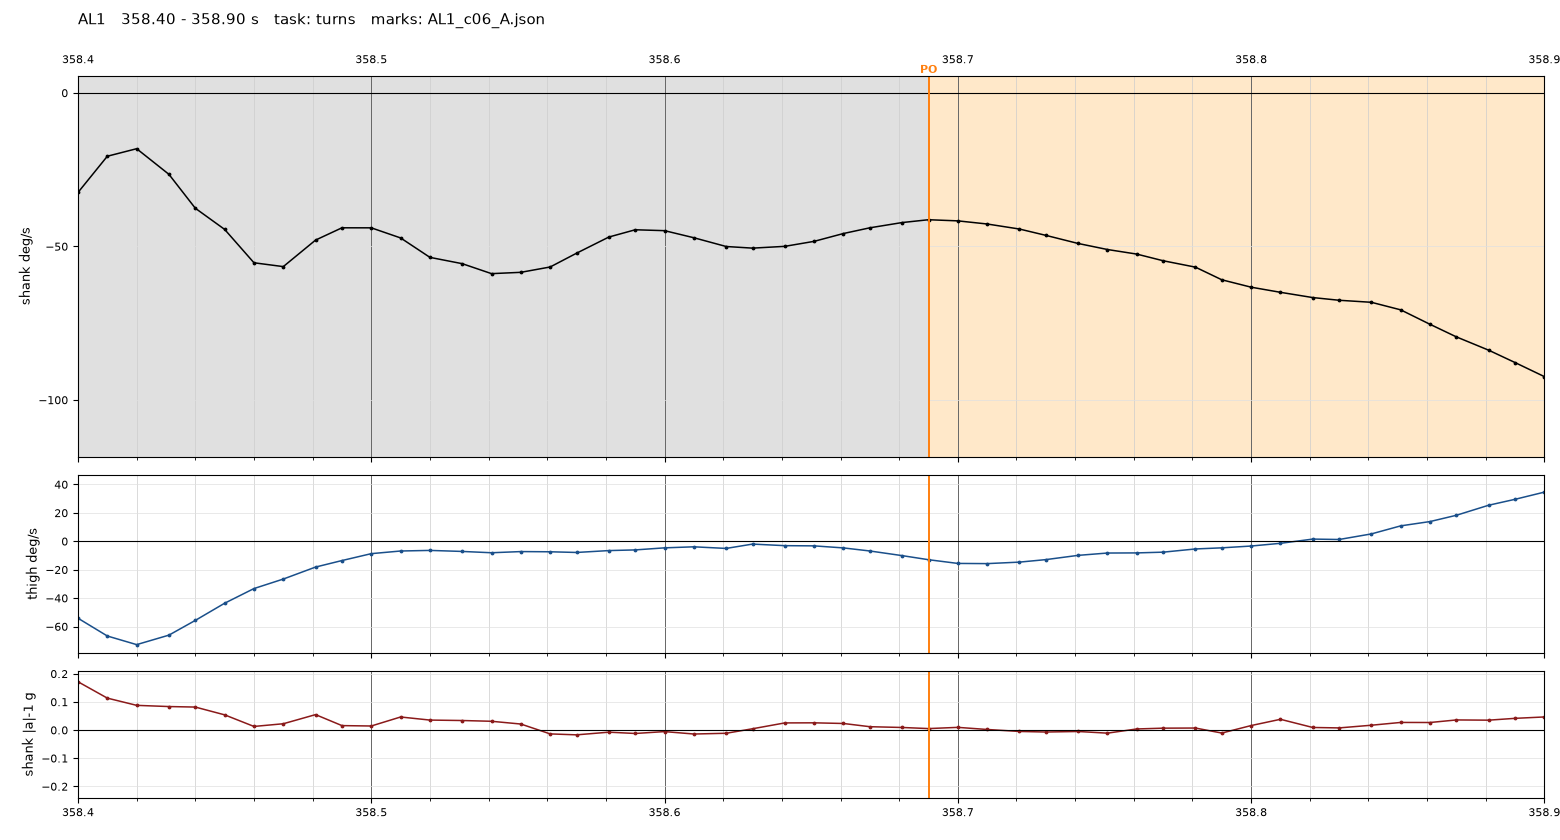 AL1 358.40 - 358.90 s task: turns marks: AL1_c06_A.json
358.4 358.5 358.6 358.7 358.8 358.9
PO
0
−50
−100
shank deg/s
40
20
0
−20
−40
−60
thigh deg/s
0.2
0.1
0.0
−0.1
−0.2
shank |a|-1 g
358.4 358.5 358.6 358.7 358.8 358.9